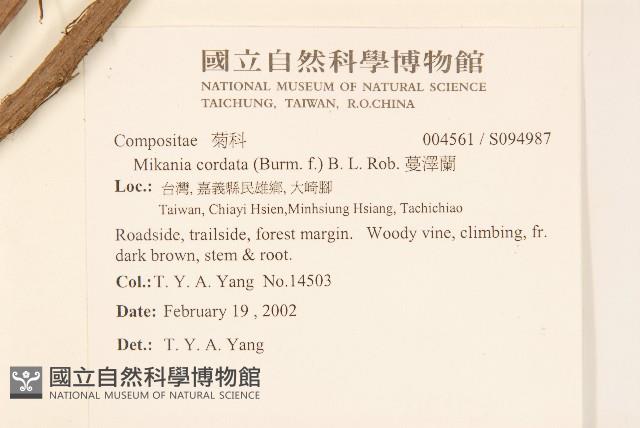 國立自然科學博物館
NATIONAL MUSEUM OF NATURAL SCIENCE
TAICHUNG, TAIWAN, R.O.CHINA
Compositae 菊科 004561 / S094987
Mikania cordata (Burm. f.) B. L. Rob. 蔓澤蘭
Loc.: 台灣, 嘉義縣民雄鄉, 大崎腳
Taiwan, Chiayi Hsien,Minhsiung Hsiang, Tachichiao
Roadside, trailside, forest margin. Woody vine, climbing, fr.
dark brown, stem & root.
Col.: T. Y. A. Yang No.14503
Date: February 19 , 2002
Det.: T. Y. A. Yang
國立自然科學博物館
NATIONAL MUSEUM OF NATURAL SCIENCE